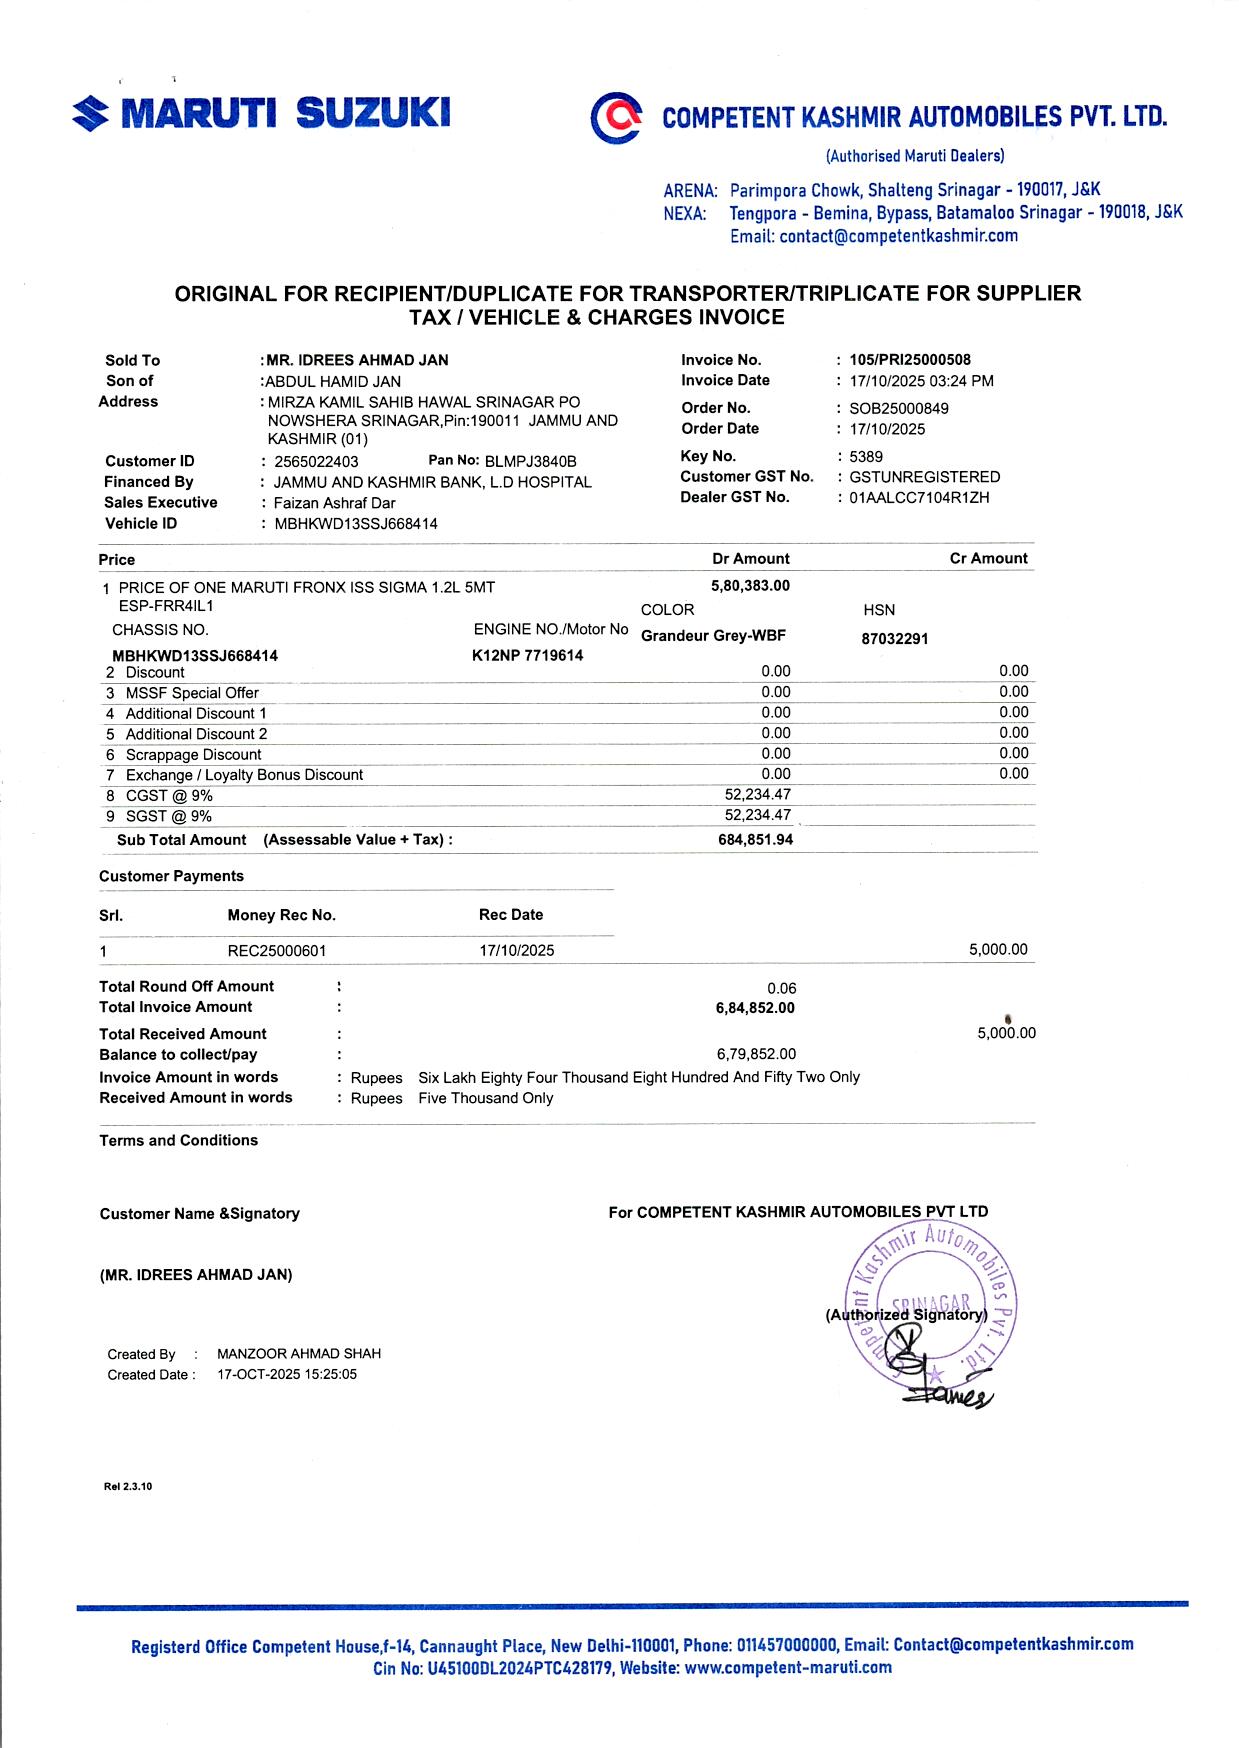 MARUTI SUZUKI
COMPETENT KASHMIR AUTOMOBILES PVT. LTD.
(Authorised Maruti Dealers)
ARENA: Parimpora Chowk, Shalteng Srinagar - 190017, J&K
NEXA: Tengpora - Bemina, Bypass, Batamaloo Srinagar - 190018, J&K
Email: contact@competentkashmir.com
ORIGINAL FOR RECIPIENT/DUPLICATE FOR TRANSPORTER/TRIPLICATE FOR SUPPLIER
TAX / VEHICLE & CHARGES INVOICE
Sold To :MR. IDREES AHMAD JAN Invoice No. : 105/PRI25000508
Son of :ABDUL HAMID JAN Invoice Date : 17/10/2025 03:24 PM
Address : MIRZA KAMIL SAHIB HAWAL SRINAGAR PO Order No. : SOB25000849
NOWSHERA SRINAGAR,Pin:190011 JAMMU AND Order Date : 17/10/2025
KASHMIR (01)
Customer ID : 2565022403 Pan No: BLMPJ3840B Key No. : 5389
Financed By : JAMMU AND KASHMIR BANK, L.D HOSPITAL Customer GST No. : GSTUNREGISTERED
Sales Executive : Faizan Ashraf Dar Dealer GST No. : 01AALCC7104R1ZH
Vehicle ID : MBHKWD13SSJ668414
Price Dr Amount Cr Amount
1 PRICE OF ONE MARUTI FRONX ISS SIGMA 1.2L 5MT 5,80,383.00
ESP-FRR4IL1 COLOR HSN
CHASSIS NO. ENGINE NO./Motor No Grandeur Grey-WBF 87032291
MBHKWD13SSJ668414 K12NP 7719614
2 Discount 0.00 0.00
3 MSSF Special Offer 0.00 0.00
4 Additional Discount 1 0.00 0.00
5 Additional Discount 2 0.00 0.00
6 Scrappage Discount 0.00 0.00
7 Exchange / Loyalty Bonus Discount 0.00 0.00
8 CGST @ 9% 52,234.47
9 SGST @ 9% 52,234.47
Sub Total Amount (Assessable Value + Tax) : 684,851.94
Customer Payments
Srl. Money Rec No. Rec Date
1 REC25000601 17/10/2025 5,000.00
Total Round Off Amount : 0.06
Total Invoice Amount : 6,84,852.00
Total Received Amount : 5,000.00
Balance to collect/pay : 6,79,852.00
Invoice Amount in words : Rupees Six Lakh Eighty Four Thousand Eight Hundred And Fifty Two Only
Received Amount in words : Rupees Five Thousand Only
Terms and Conditions
Customer Name &Signatory For COMPETENT KASHMIR AUTOMOBILES PVT LTD
Competent Kashmir Automobiles Pvt. Ltd.
SRINAGAR
(MR. IDREES AHMAD JAN)
(Authorized Signatory)
Created By : MANZOOR AHMAD SHAH
Created Date : 17-OCT-2025 15:25:05
Rel 2.3.10
Registerd Office Competent House,f-14, Cannaught Place, New Delhi-110001, Phone: 011457000000, Email: Contact@competentkashmir.com
Cin No: U45100DL2024PTC428179, Website: www.competent-maruti.com